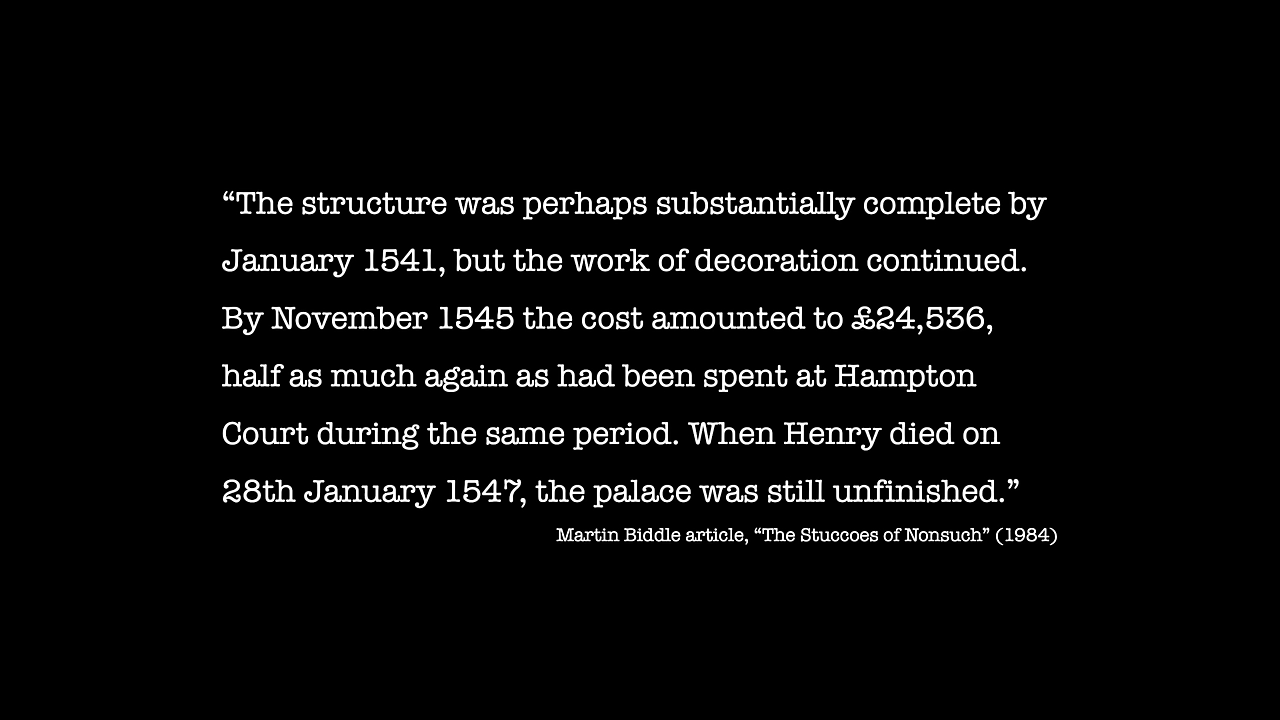 “The structure was perhaps substantially complete by
January 1541, but the work of decoration continued.
By November 1545 the cost amounted to £24,536,
half as much again as had been spent at Hampton
Court during the same period. When Henry died on
28th January 1547, the palace was still unfinished.”
Martin Biddle article, “The Stuccoes of Nonsuch” (1984)